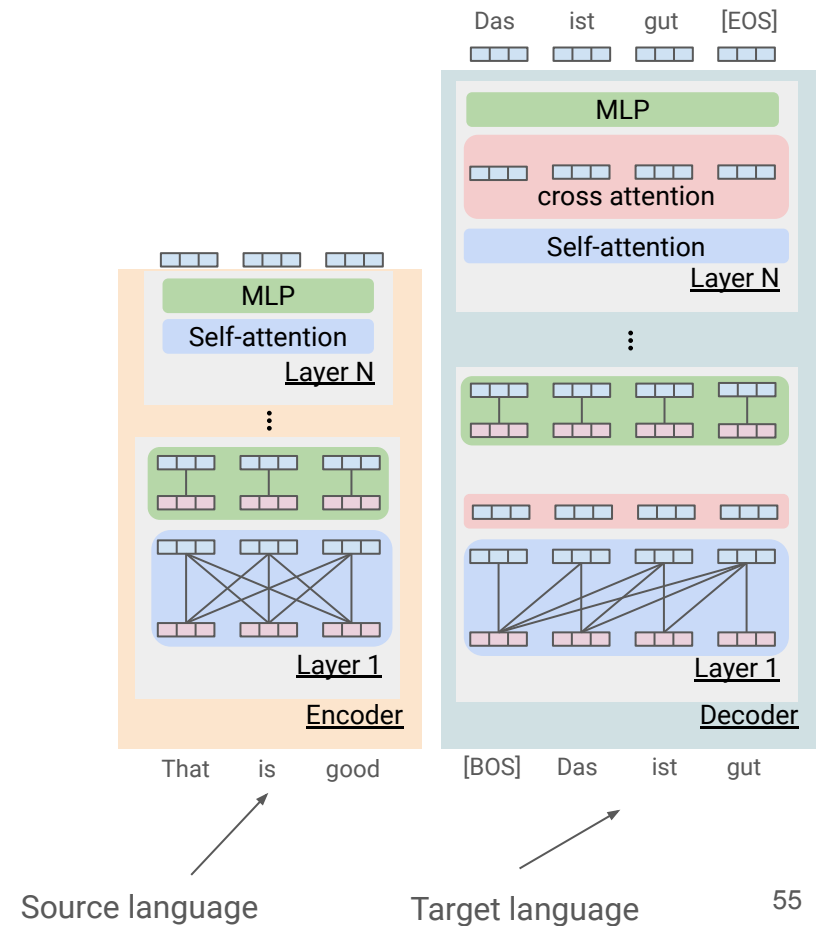 Das ist gut [EOS]
MLP
cross attention
Self-attention
Layer N
MLP
Self-attention
Layer N
Layer 1
Encoder
Layer 1
Decoder
That is good
[BOS] Das ist gut
Source language
Target language
55